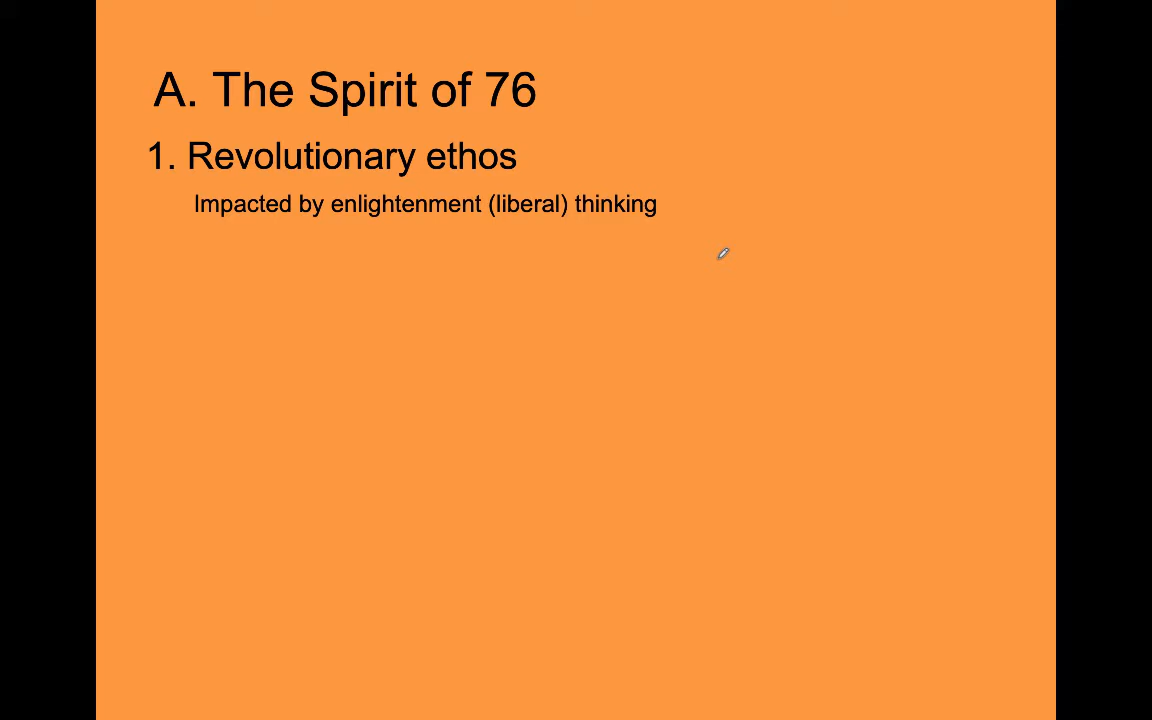 A. The Spirit of 76
1. Revolutionary ethos
Impacted by enlightenment (liberal) thinking